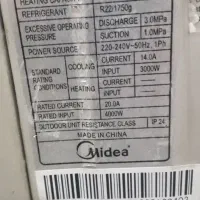 HEATING CAPACITY
REFRIGERANT R22/1750g
EXCESSIVE OPERATING PRESSURE DISCHARGE 3.0MPa
SUCTION 1.0MPa
POWER SOURCE 220-240V~50Hz, 1Ph
STANDARD RATING CONDITIONS COOLING CURRENT 14.0A
INPUT 3000W
HEATING CURRENT
INPUT
RATED CURRENT 20.0A
RATED INPUT 4000W
OUTDOOR UNIT RESISTANCE CLASS IP 24
MADE IN CHINA
Midea